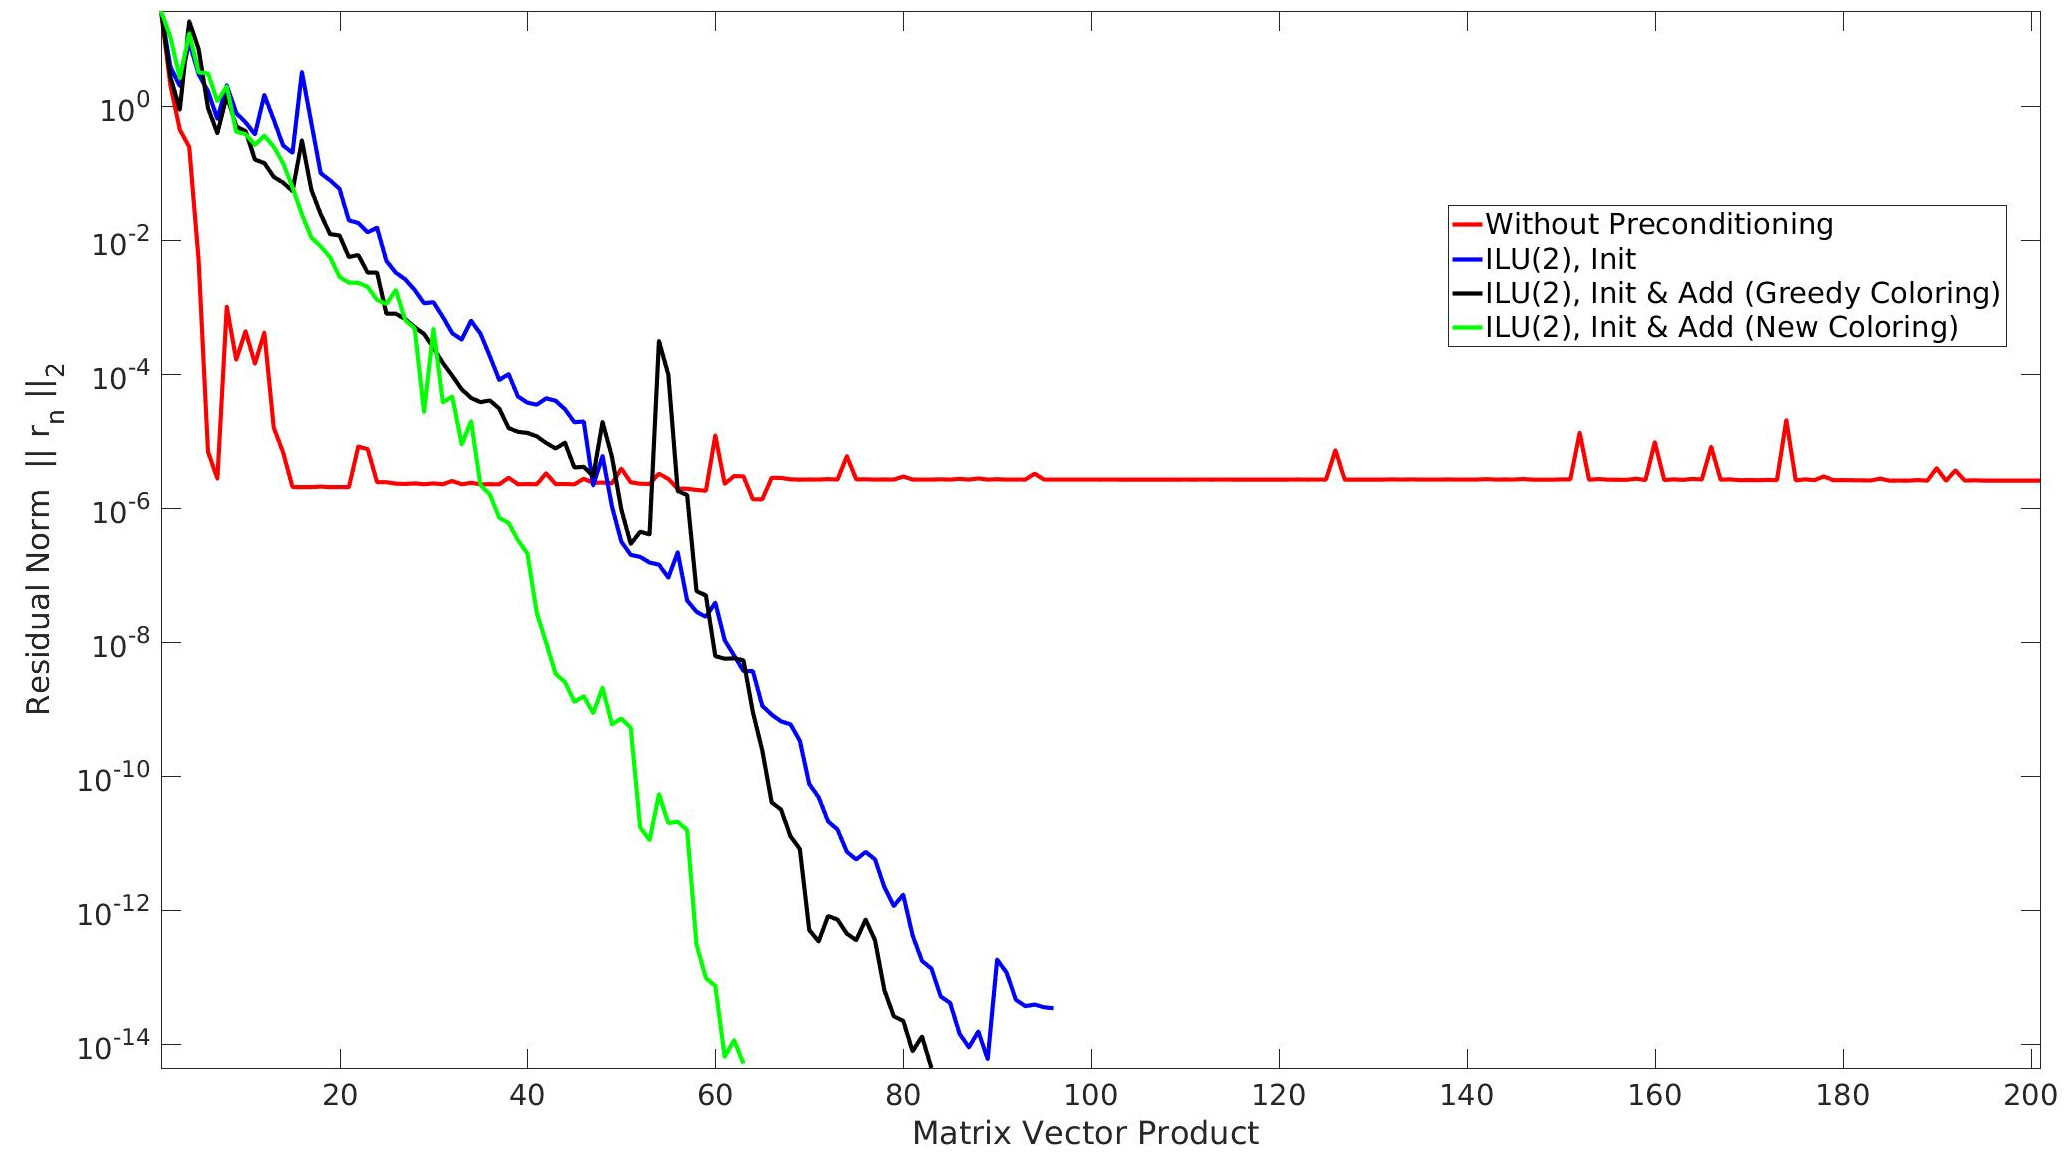 10^0
10^-2
10^-4
10^-6
10^-8
10^-10
10^-12
10^-14
Residual Norm || r_n ||_2
Without Preconditioning
ILU(2), Init
ILU(2), Init & Add (Greedy Coloring)
ILU(2), Init & Add (New Coloring)
20 40 60 80 100 120 140 160 180 200
Matrix Vector Product